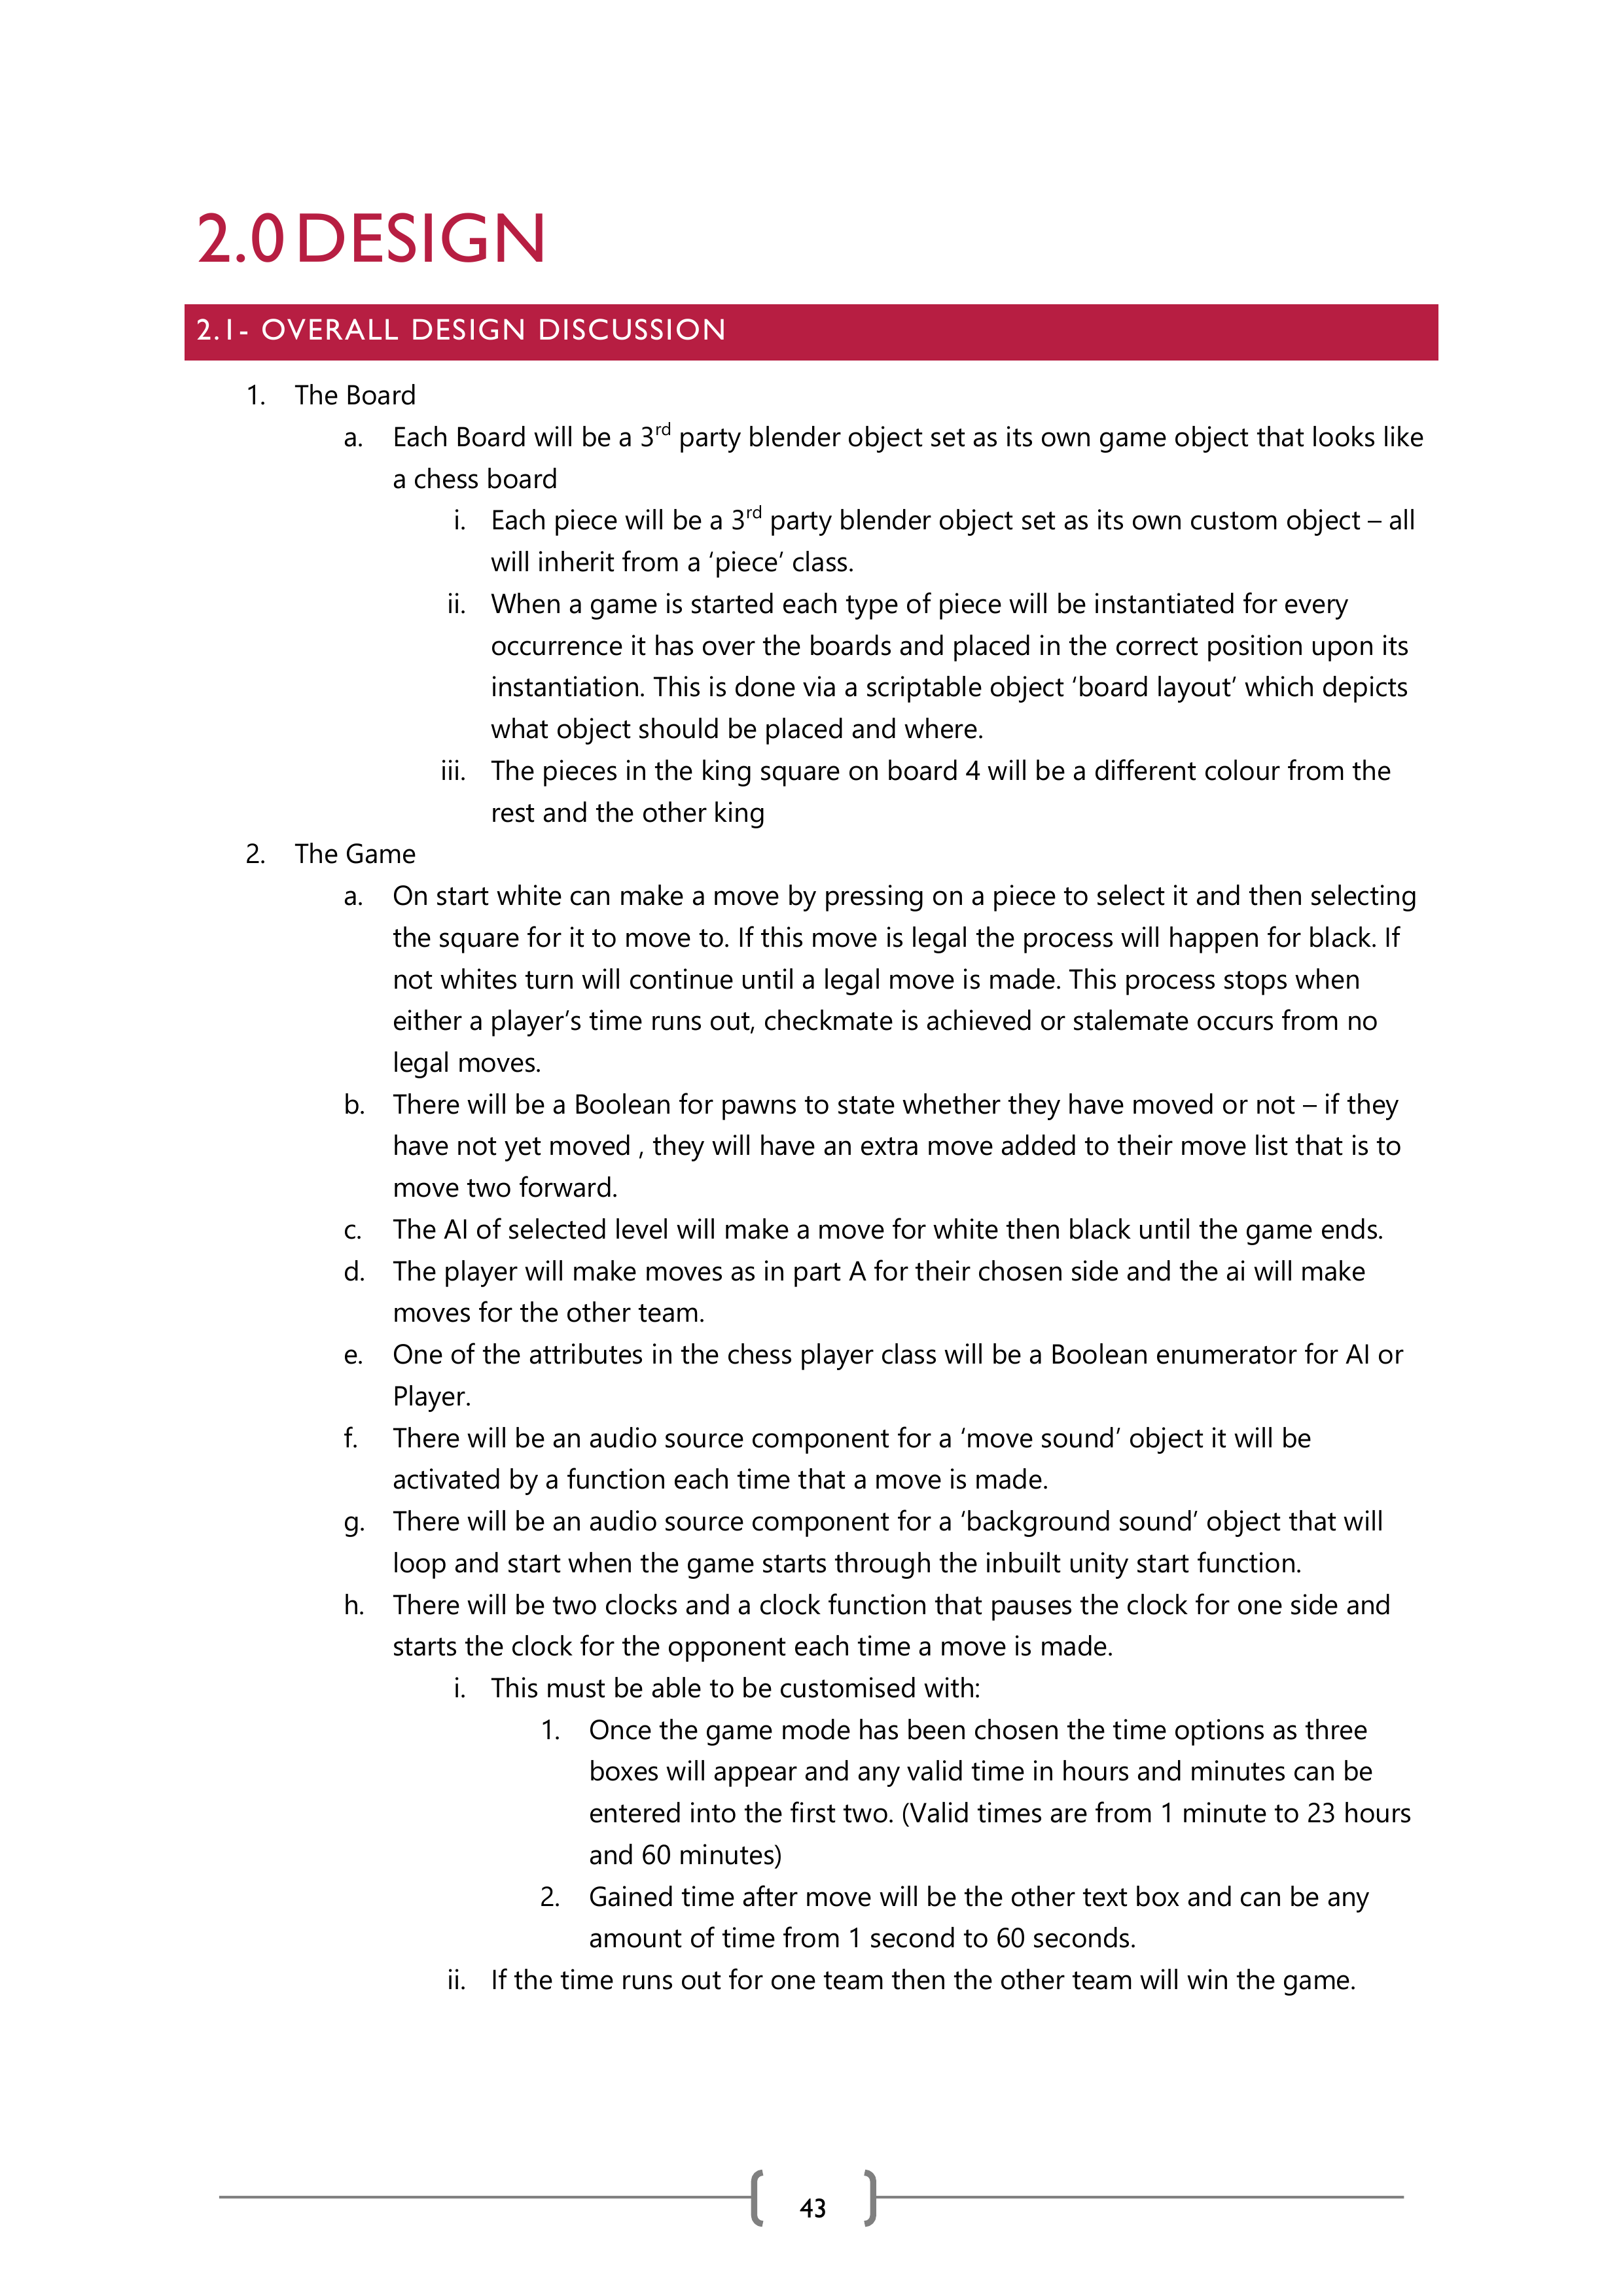 2.0 DESIGN
2.1- OVERALL DESIGN DISCUSSION
1. The Board
a. Each Board will be a 3rd party blender object set as its own game object that looks like
a chess board
i. Each piece will be a 3rd party blender object set as its own custom object – all
will inherit from a ‘piece’ class.
ii. When a game is started each type of piece will be instantiated for every
occurrence it has over the boards and placed in the correct position upon its
instantiation. This is done via a scriptable object ‘board layout’ which depicts
what object should be placed and where.
iii. The pieces in the king square on board 4 will be a different colour from the
rest and the other king
2. The Game
a. On start white can make a move by pressing on a piece to select it and then selecting
the square for it to move to. If this move is legal the process will happen for black. If
not whites turn will continue until a legal move is made. This process stops when
either a player’s time runs out, checkmate is achieved or stalemate occurs from no
legal moves.
b. There will be a Boolean for pawns to state whether they have moved or not – if they
have not yet moved , they will have an extra move added to their move list that is to
move two forward.
c. The AI of selected level will make a move for white then black until the game ends.
d. The player will make moves as in part A for their chosen side and the ai will make
moves for the other team.
e. One of the attributes in the chess player class will be a Boolean enumerator for AI or
Player.
f. There will be an audio source component for a ‘move sound’ object it will be
activated by a function each time that a move is made.
g. There will be an audio source component for a ‘background sound’ object that will
loop and start when the game starts through the inbuilt unity start function.
h. There will be two clocks and a clock function that pauses the clock for one side and
starts the clock for the opponent each time a move is made.
i. This must be able to be customised with:
1. Once the game mode has been chosen the time options as three
boxes will appear and any valid time in hours and minutes can be
entered into the first two. (Valid times are from 1 minute to 23 hours
and 60 minutes)
2. Gained time after move will be the other text box and can be any
amount of time from 1 second to 60 seconds.
ii. If the time runs out for one team then the other team will win the game.
43